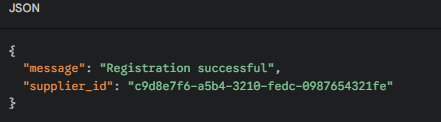 JSON
{
"message": "Registration successful",
"supplier_id": "c9d8e7f6-a5b4-3210-fedc-0987654321fe"
}